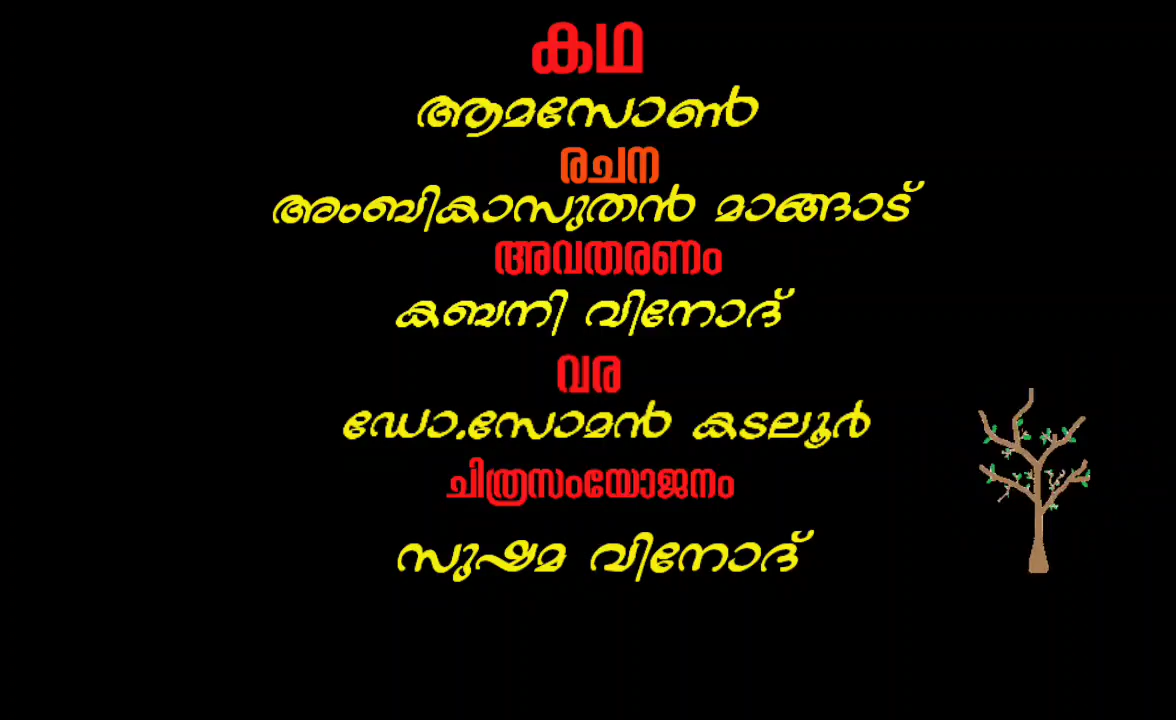 കഥ
ആമസോൺ
രചന
അംബികാസുതൻ മാങ്ങാട്
അവതരണം
കബനി വിനോദ്
വര
ഡോ.സോമൻ കടലൂർ
ചിത്രസംയോജനം
സുഷമ വിനോദ്